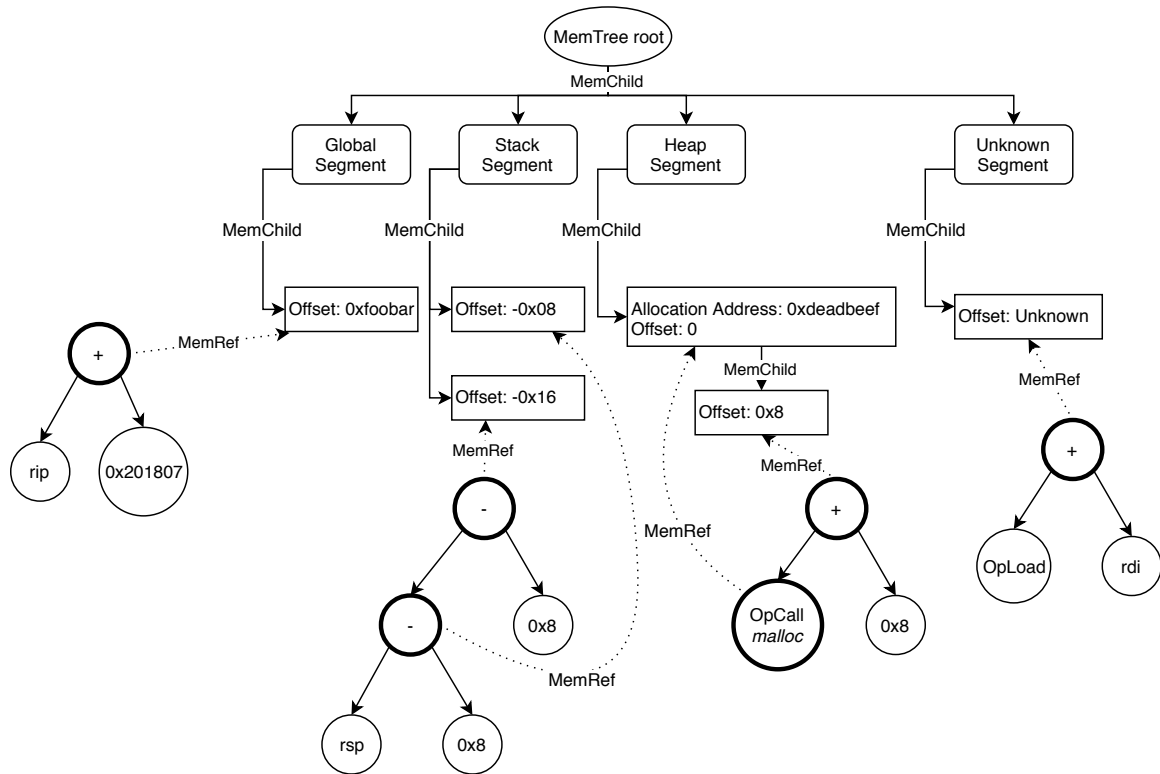 MemTree root
MemChild
Global
Segment
Stack
Segment
Heap
Segment
Unknown
Segment
MemChild
MemChild
MemChild
MemChild
Offset: 0xfoobar
Offset: -0x08
Allocation Address: 0xdeadbeef
Offset: 0
Offset: Unknown
+
MemRef
MemChild
MemRef
Offset: -0x16
Offset: 0x8
rip
0x201807
MemRef
MemRef
+
-
+
MemRef
OpLoad
rdi
-
0x8
OpCall
malloc
0x8
MemRef
rsp
0x8